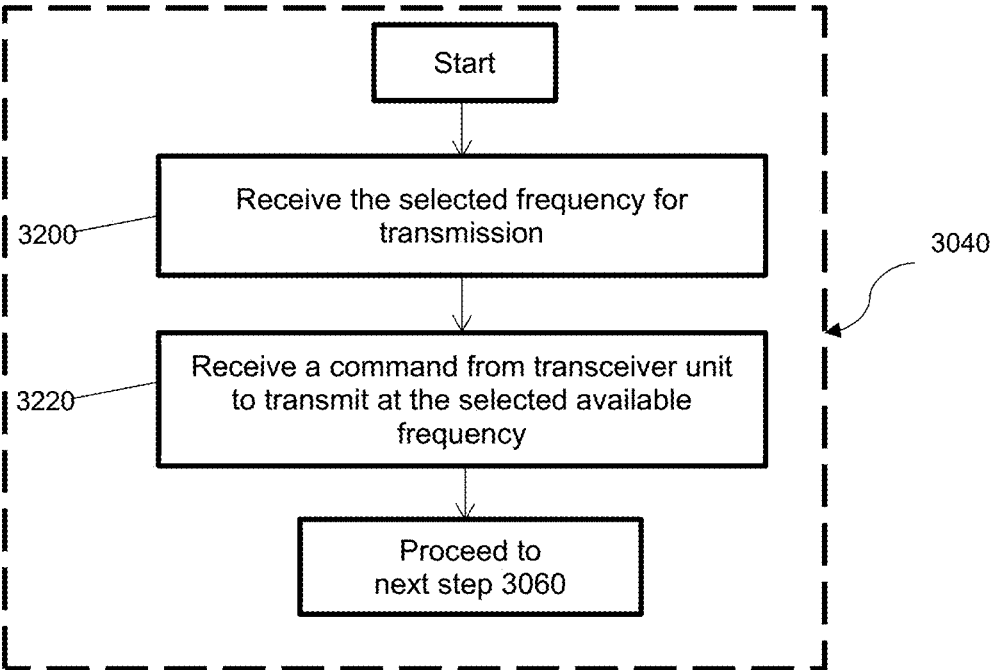 Start
Receive the selected frequency for
transmission
3200
3040
Receive a command from transceiver unit
to transmit at the selected available
frequency
3220
Proceed to
next step 3060